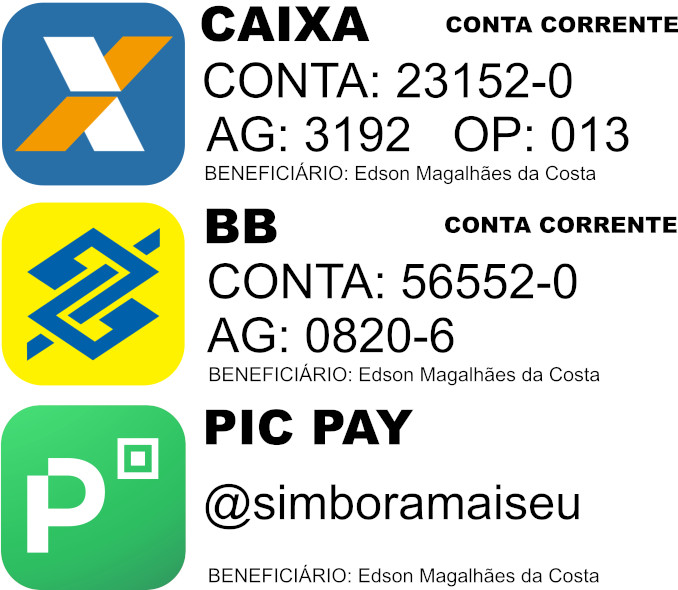 CAIXA CONTA CORRENTE
CONTA: 23152-0
AG: 3192 OP: 013
BENEFICIÁRIO: Edson Magalhães da Costa
BB CONTA CORRENTE
CONTA: 56552-0
AG: 0820-6
BENEFICIÁRIO: Edson Magalhães da Costa
PIC PAY
@simboramaiseu
BENEFICIÁRIO: Edson Magalhães da Costa